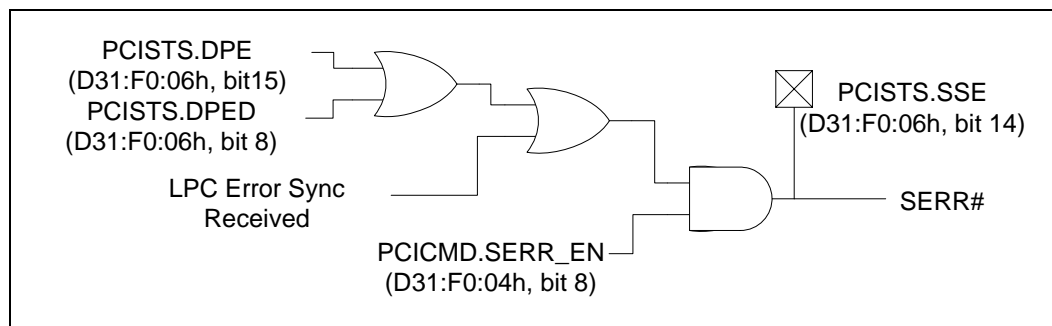 PCISTS.DPE
(D31:F0:06h, bit15)
PCISTS.DPED
(D31:F0:06h, bit 8)
LPC Error Sync
Received
PCICMD.SERR_EN
(D31:F0:04h, bit 8)
PCISTS.SSE
(D31:F0:06h, bit 14)
SERR#